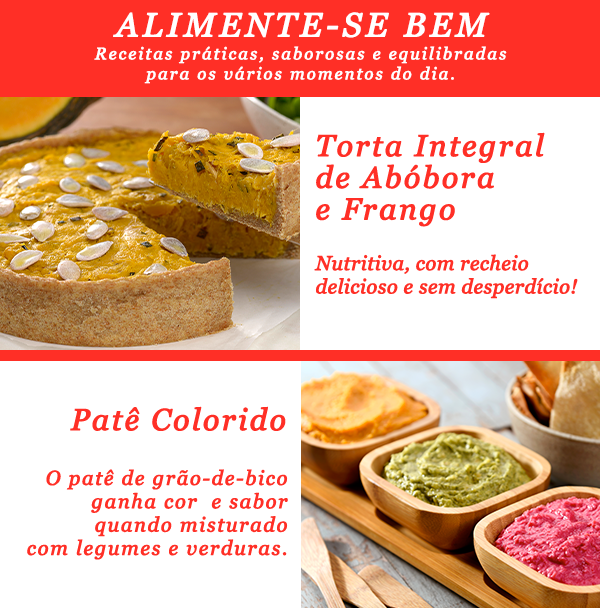 ALIMENTE-SE BEM
Receitas práticas, saborosas e equilibradas
para os vários momentos do dia.
Torta Integral
de Abóbora
e Frango
Nutritiva, com recheio
delicioso e sem desperdício!
Patê Colorido
O patê de grão-de-bico
ganha cor  e sabor
quando misturado
com legumes e verduras.